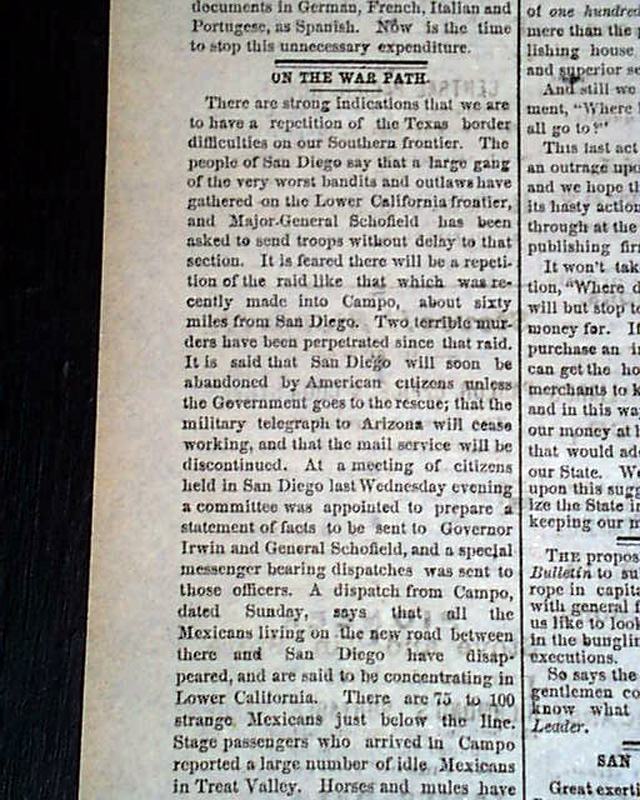 documents in German, French, Italian and
Portugese, as Spanish. Now is the time
to stop this unnecessary expenditure.
ON THE WAR PATH.
There are strong indications that we are
to have a repetition of the Texas border
difficulties on our Southern frontier. The
people of San Diego say that a large gang
of the very worst bandits and outlaws have
gathered on the Lower California frontier,
and Major-General Schofield has been
asked to send troops without delay to that
section. It is feared there will be a repeti-
tion of the raid like that which was re-
cently made into Campo, about sixty
miles from San Diego. Two terrible mur-
ders have been perpetrated since that raid.
It is said that San Diego will soon be
abandoned by American citizens unless
the Government goes to the rescue; that the
military telegraph to Arizona will cease
working, and that the mail service will be
discontinued. At a meeting of citizens
held in San Diego last Wednesday evening
a committee was appointed to prepare a
statement of facts to be sent to Governor
Irwin and General Schofield, and a special
messenger bearing dispatches was sent to
those officers. A dispatch from Campo,
dated Sunday, says that all the
Mexicans living on the new road between
there and San Diego have disap-
peared, and are said to be concentrating in
Lower California. There are 75 to 100
strange Mexicans just below the line.
Stage passengers who arrived in Campo
reported a large number of idle Mexicans
in Treat Valley. Horses and mules have
of one hundred
mere than the
lishing house
and superior se
And still we
ment, "Where
all go to?"
This last act
an outrage upo
and we hope th
its hasty action
through at the
publishing firm
It won't tak
tion, "Where d
will but stop to
money for. If
purchase an i
can get the ho
merchants to k
and in this wa
our money at h
that would ad
our State. We
upon this sugg
ize the State in
keeping our m
THE propos
Bulletin to su
rope in capita
with general
us like to look
in the bunglin
executions.
So says the
gentlemen co
know what
Leader.
SAN
Great exerti